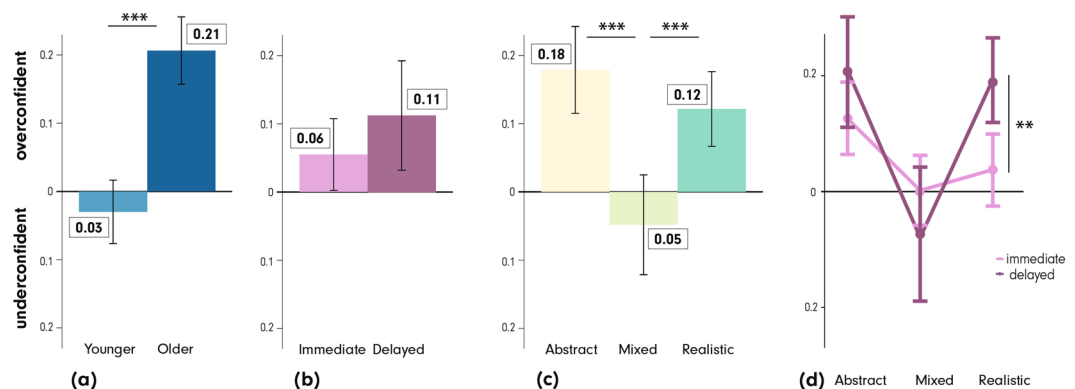 overconfident
underconfident
0.2
0.1
0
0.1
0.2
***
0.03
0.21
Younger Older
(a)
0.2
0.1
0
0.1
0.2
0.06
0.11
Immediate Delayed
(b)
0.2
0.1
0
0.1
0.2
*** ***
0.18
0.05
0.12
Abstract Mixed Realistic
(c)
0.2
0
0.2
**
immediate
delayed
(d)
Abstract Mixed Realistic